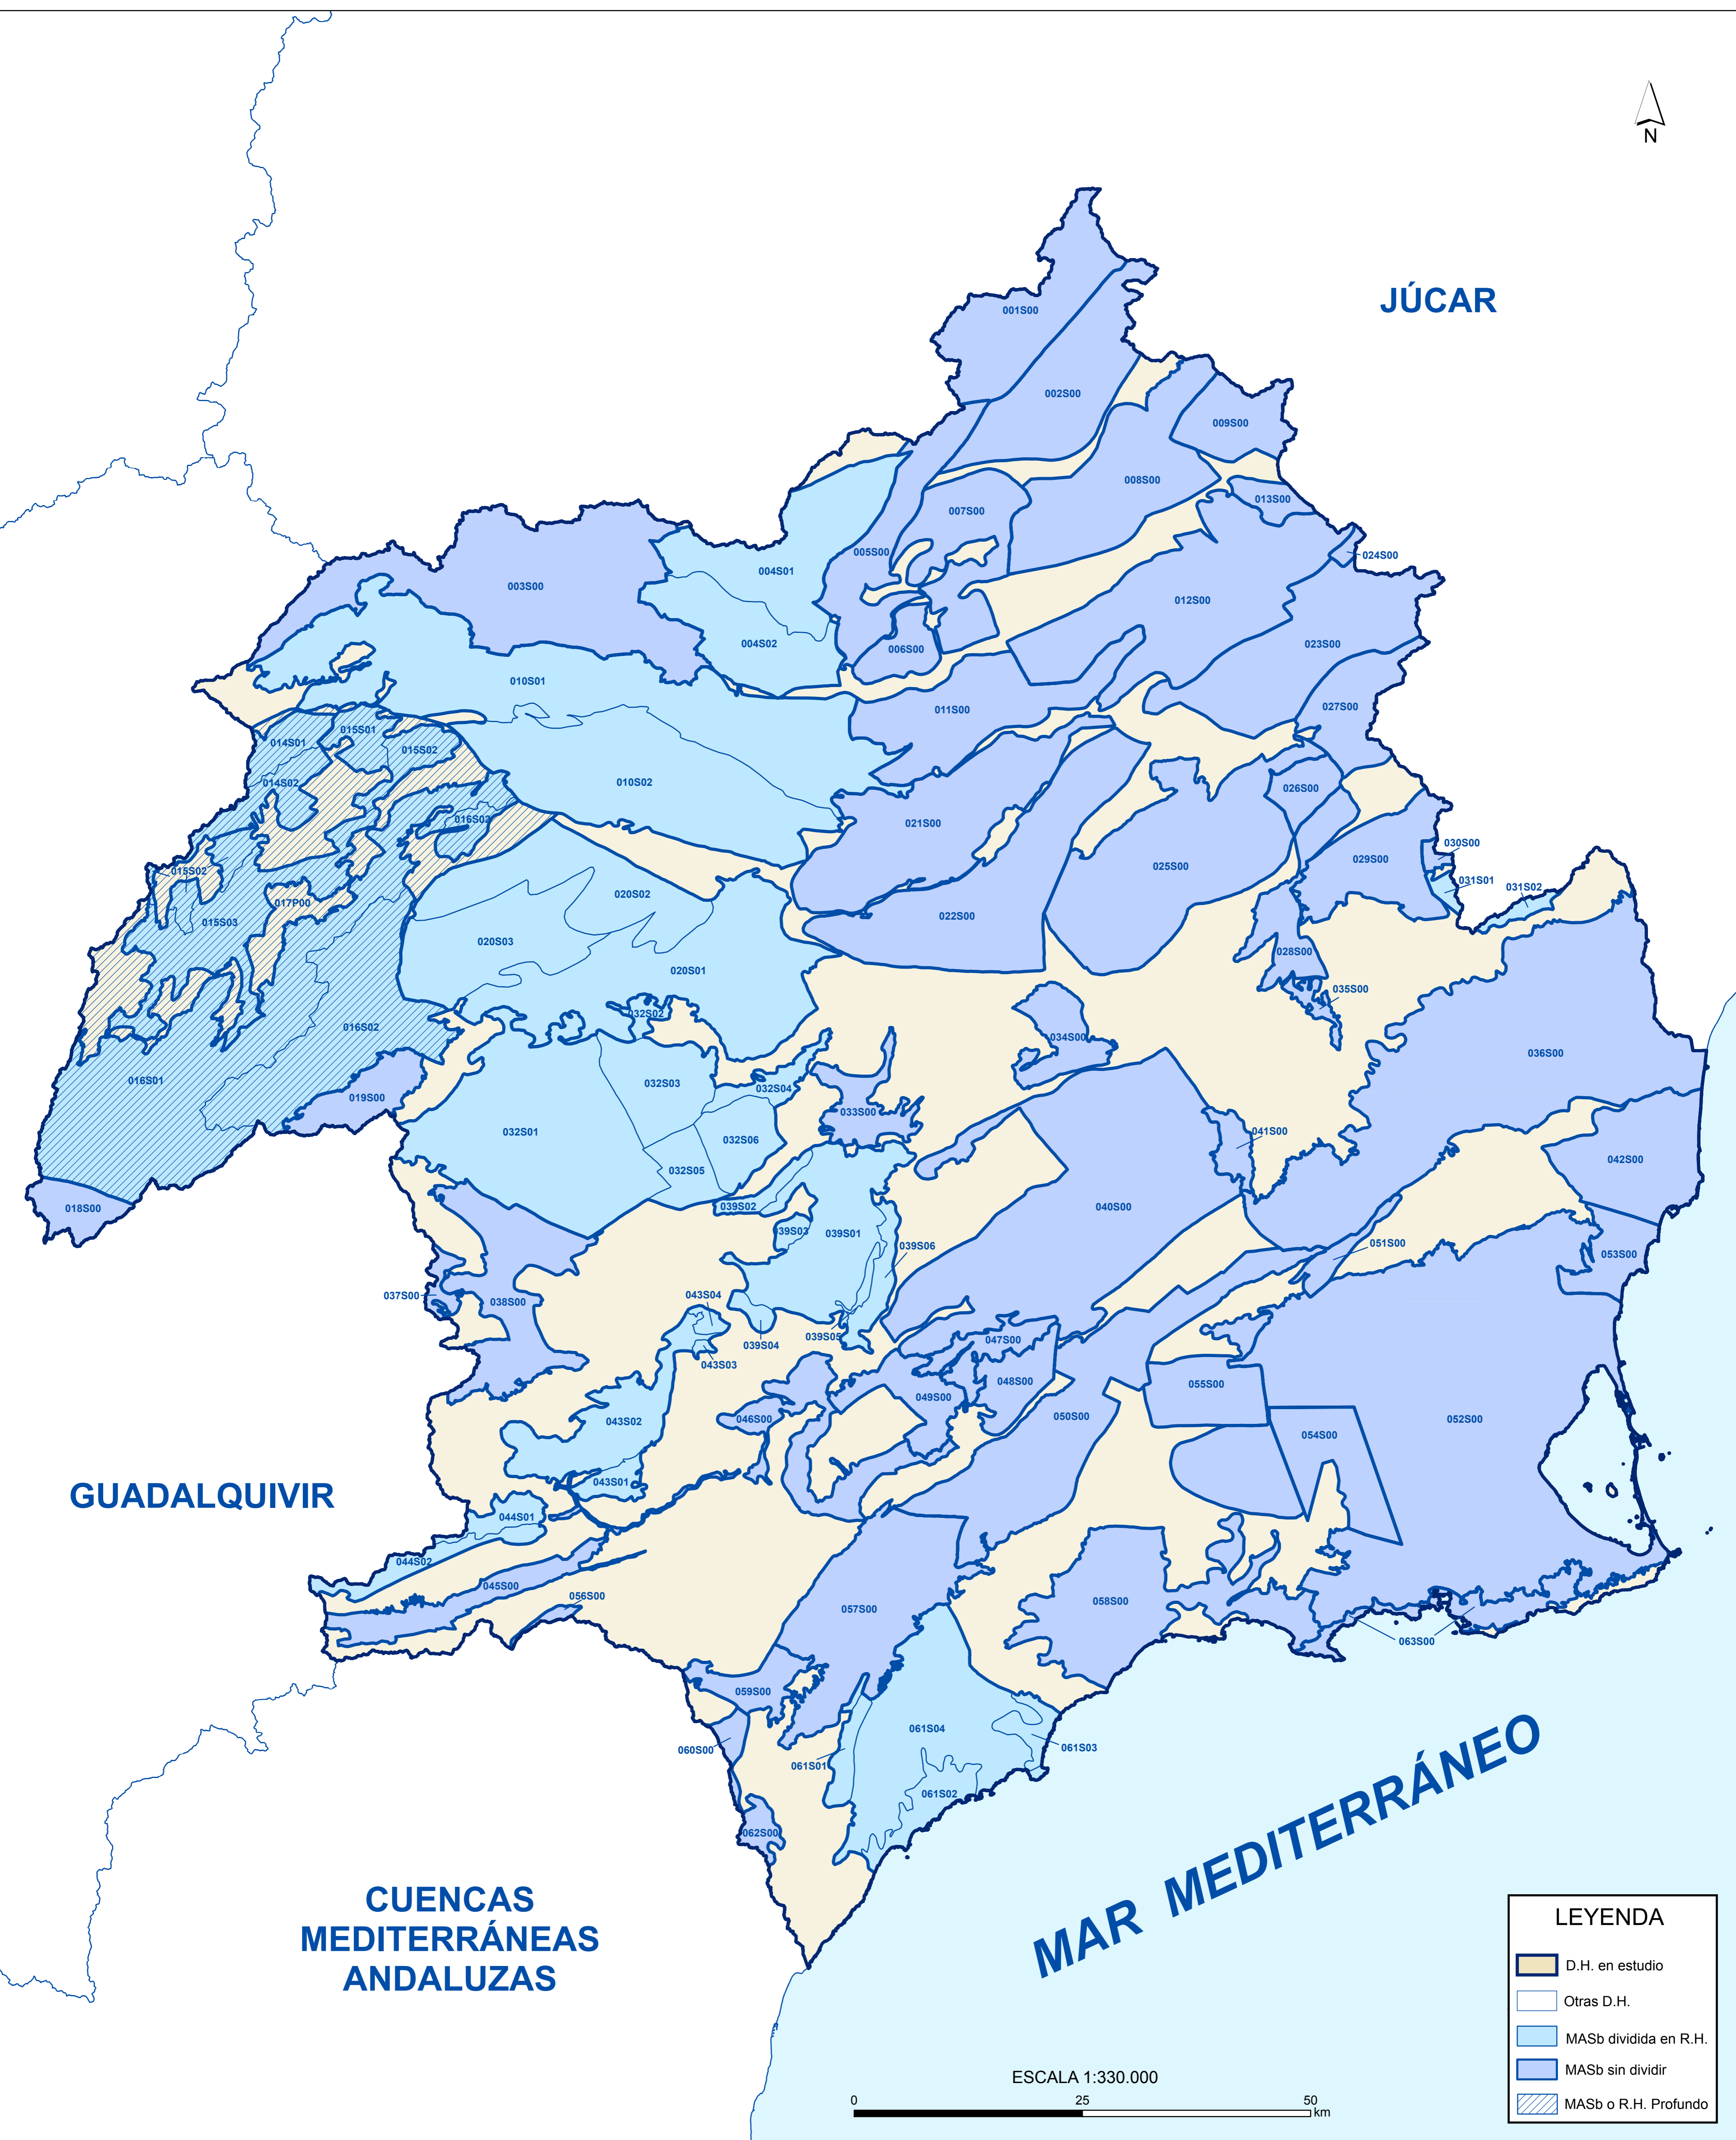 N
JÚCAR
001S00
002S00
009S00
008S00
013S00
007S00
024S00
005S00
004S01
003S00
012S00
004S02
006S00
023S00
010S01
011S00
027S00
015S01
014S01
015S02
014S02
010S02
026S00
016S02
021S00
030S00
029S00
025S00
015S02
031S01
031S02
020S02
017P00
015S03
022S00
020S03
028S00
020S01
035S00
032S02
016S02
034S00
036S00
016S01
032S03
032S04
019S00
033S00
032S01
032S06
041S00
042S00
032S05
018S00
039S02
040S00
039S03
039S01
039S06
051S00
053S00
037S00
043S04
038S00
039S05
047S00
039S04
043S03
048S00
055S00
049S00
046S00
050S00
052S00
043S02
054S00
043S01
GUADALQUIVIR
044S01
044S02
045S00
056S00
057S00
058S00
063S00
059S00
061S04
060S00
061S03
061S01
061S02
062S00
MAR MEDITERRÁNEO
CUENCAS
MEDITERRÁNEAS
ANDALUZAS
LEYENDA
D.H. en estudio
Otras D.H.
MASb dividida en R.H.
MASb sin dividir
MASb o R.H. Profundo
ESCALA 1:330.000
0 25 50
km